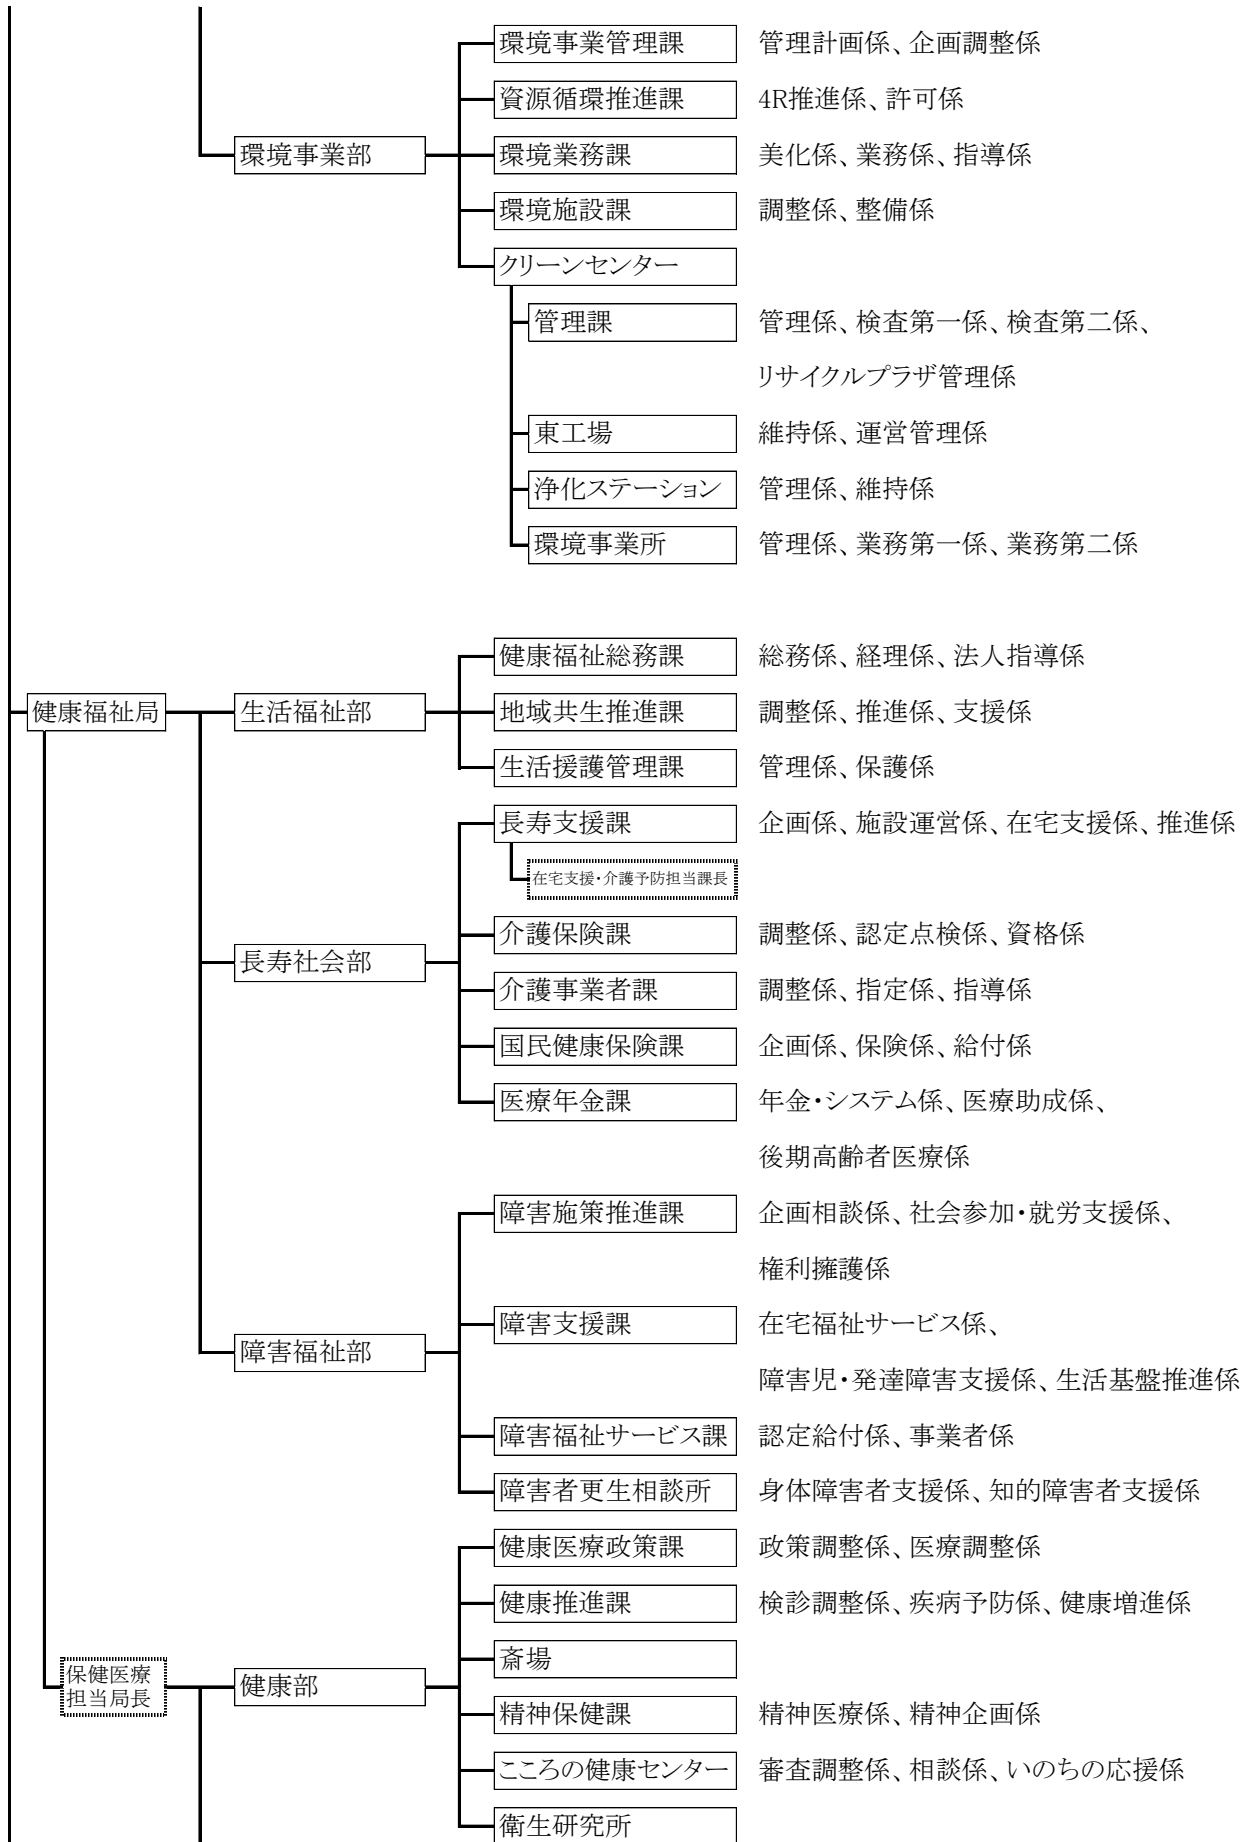 環境事業管理課 管理計画係、企画調整係
資源循環推進課 4R推進係、許可係
環境事業部 環境業務課 美化係、業務係、指導係
環境施設課 調整係、整備係
クリーンセンター
管理課 管理係、検査第一係、検査第二係、
リサイクルプラザ管理係
東工場 維持係、運営管理係
浄化ステーション 管理係、維持係
環境事業所 管理係、業務第一係、業務第二係
健康福祉総務課 総務係、経理係、法人指導係
健康福祉局 生活福祉部 地域共生推進課 調整係、推進係、支援係
生活援護管理課 管理係、保護係
長寿支援課 企画係、施設運営係、在宅支援係、推進係
在宅支援・介護予防担当課長
介護保険課 調整係、認定点検係、資格係
長寿社会部
介護事業者課 調整係、指定係、指導係
国民健康保険課 企画係、保険係、給付係
医療年金課 年金・システム係、医療助成係、
後期高齢者医療係
障害施策推進課 企画相談係、社会参加・就労支援係、
権利擁護係
障害支援課 在宅福祉サービス係、
障害福祉部
障害児・発達障害支援係、生活基盤推進係
障害福祉サービス課 認定給付係、事業者係
障害者更生相談所 身体障害者支援係、知的障害者支援係
健康医療政策課 政策調整係、医療調整係
健康推進課 検診調整係、疾病予防係、健康増進係
斎場
保健医療
担当局長
健康部
精神保健課 精神医療係、精神企画係
こころの健康センター 審査調整係、相談係、いのちの応援係
衛生研究所